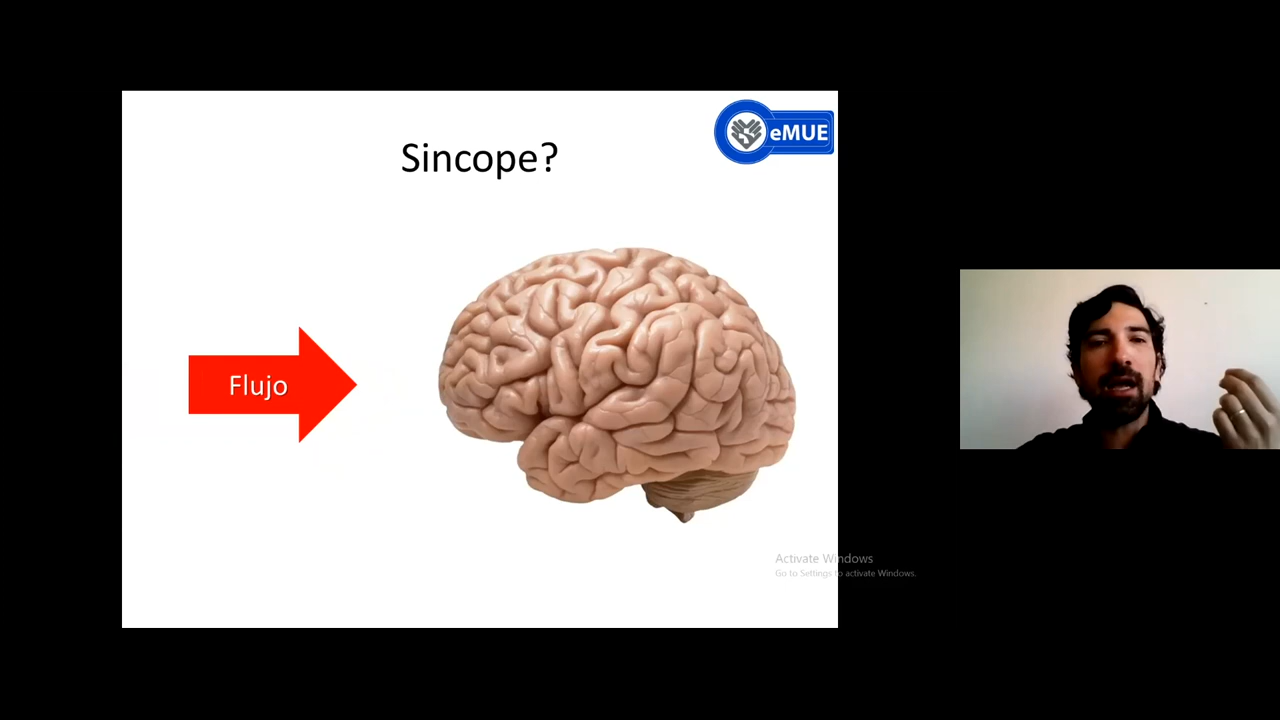 eMUE
Sincope?
Flujo
Activate Windows
Go to Settings to activate Windows.